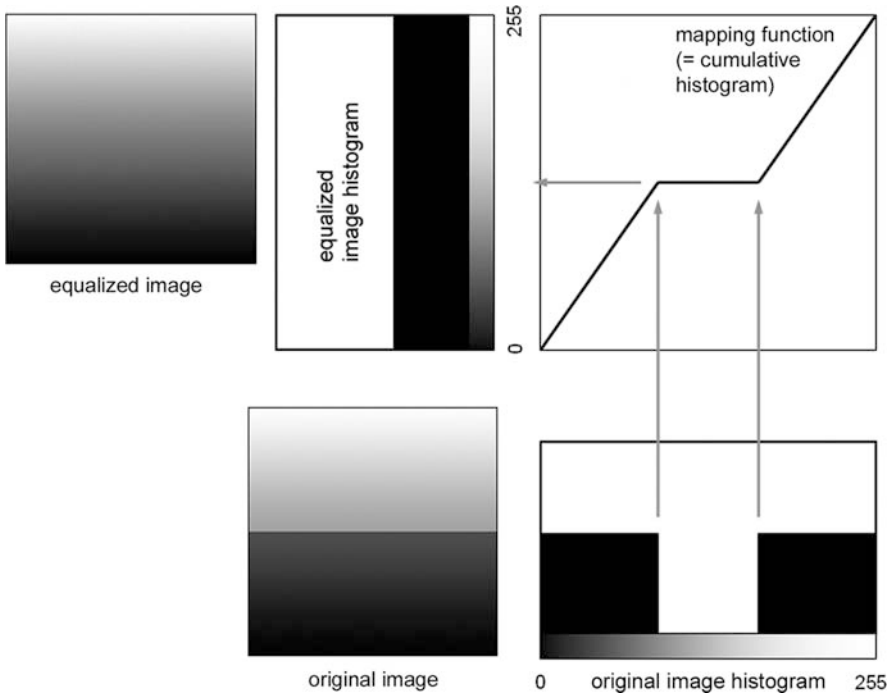 255
mapping function
(= cumulative
histogram)
equalized
image histogram
equalized image
0
original image
0
original image histogram
255